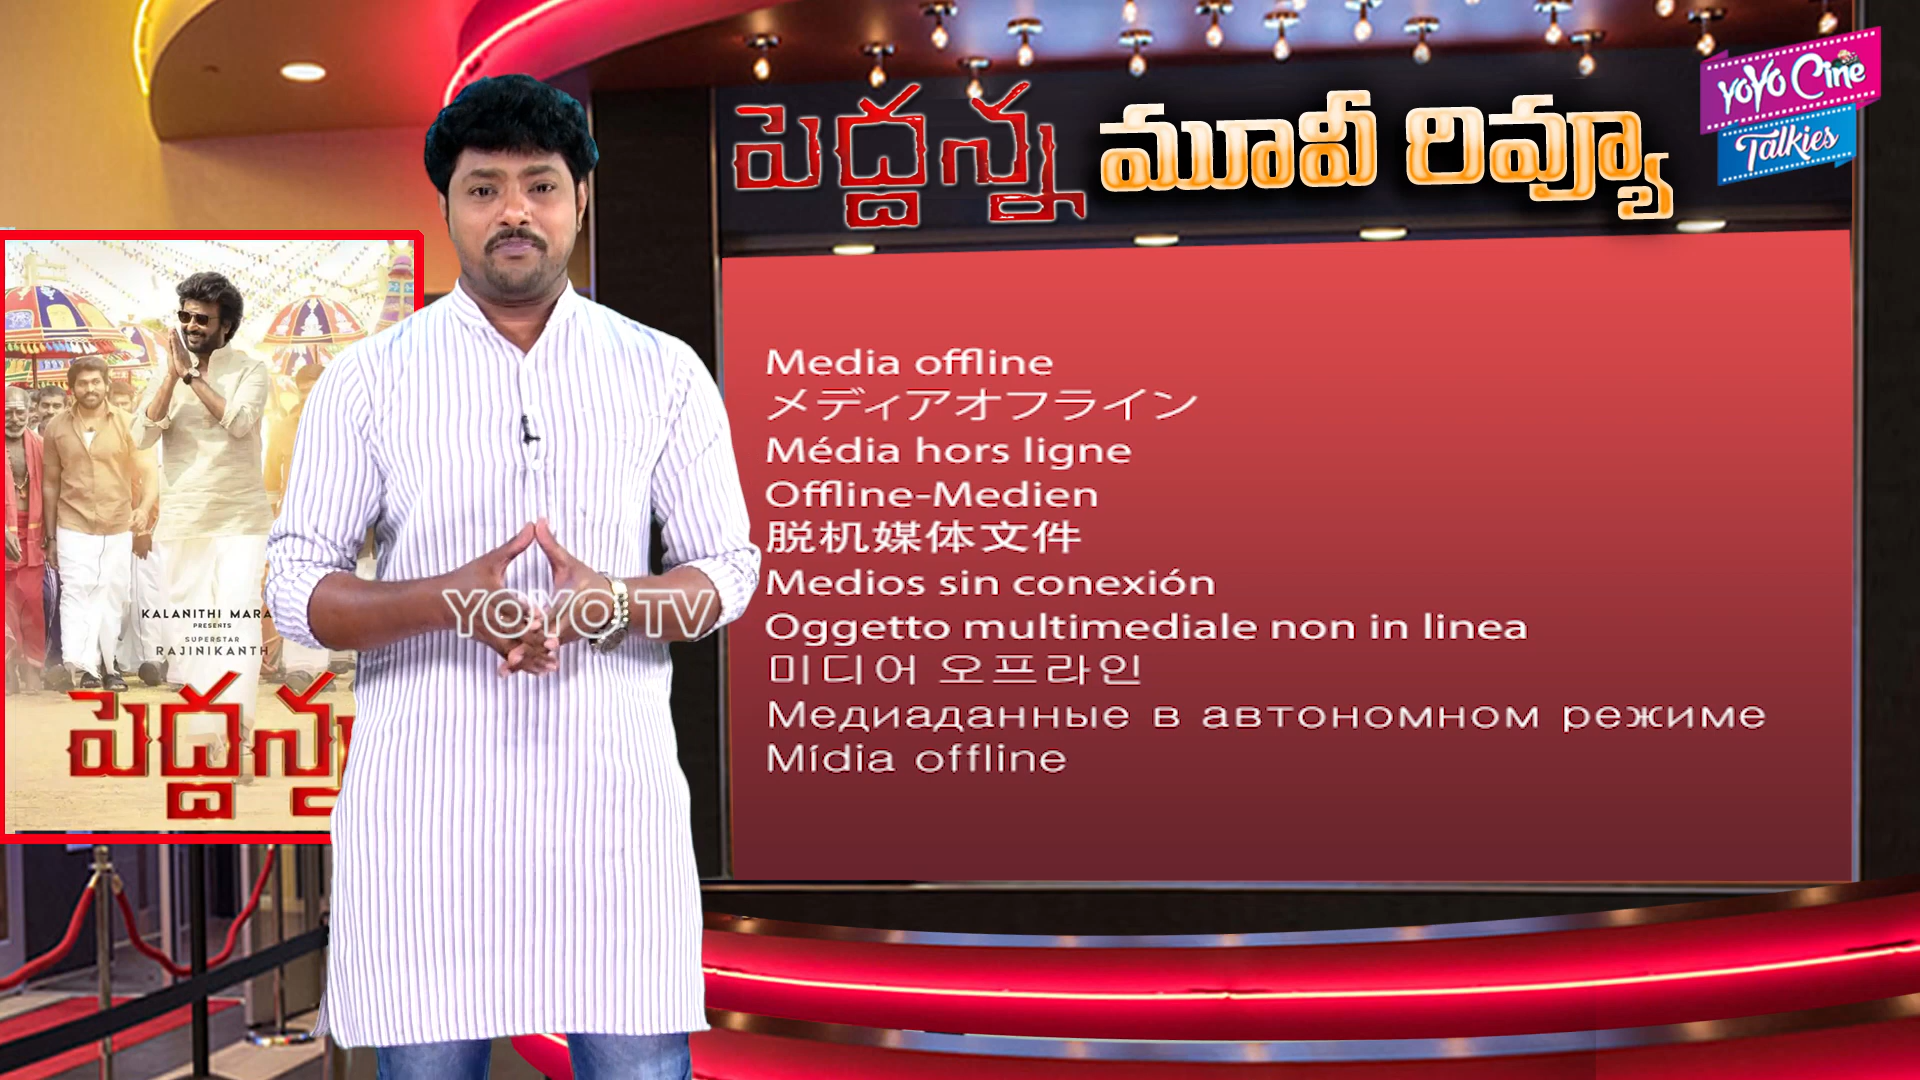 పెద్దన్న మూవీ రివ్యూ
YOYO Cine
Talkies
Media offline
メディアオフライン
Média hors ligne
Offline-Medien
脱机媒体文件
Medios sin conexión
Oggetto multimediale non in linea
미디어 오프라인
Медиаданные в автономном режиме
Mídia offline
YOYO TV
KALANITHI MARA
PRESENTS
SUPERSTAR
RAJINIKANTH
పెద్దన్న